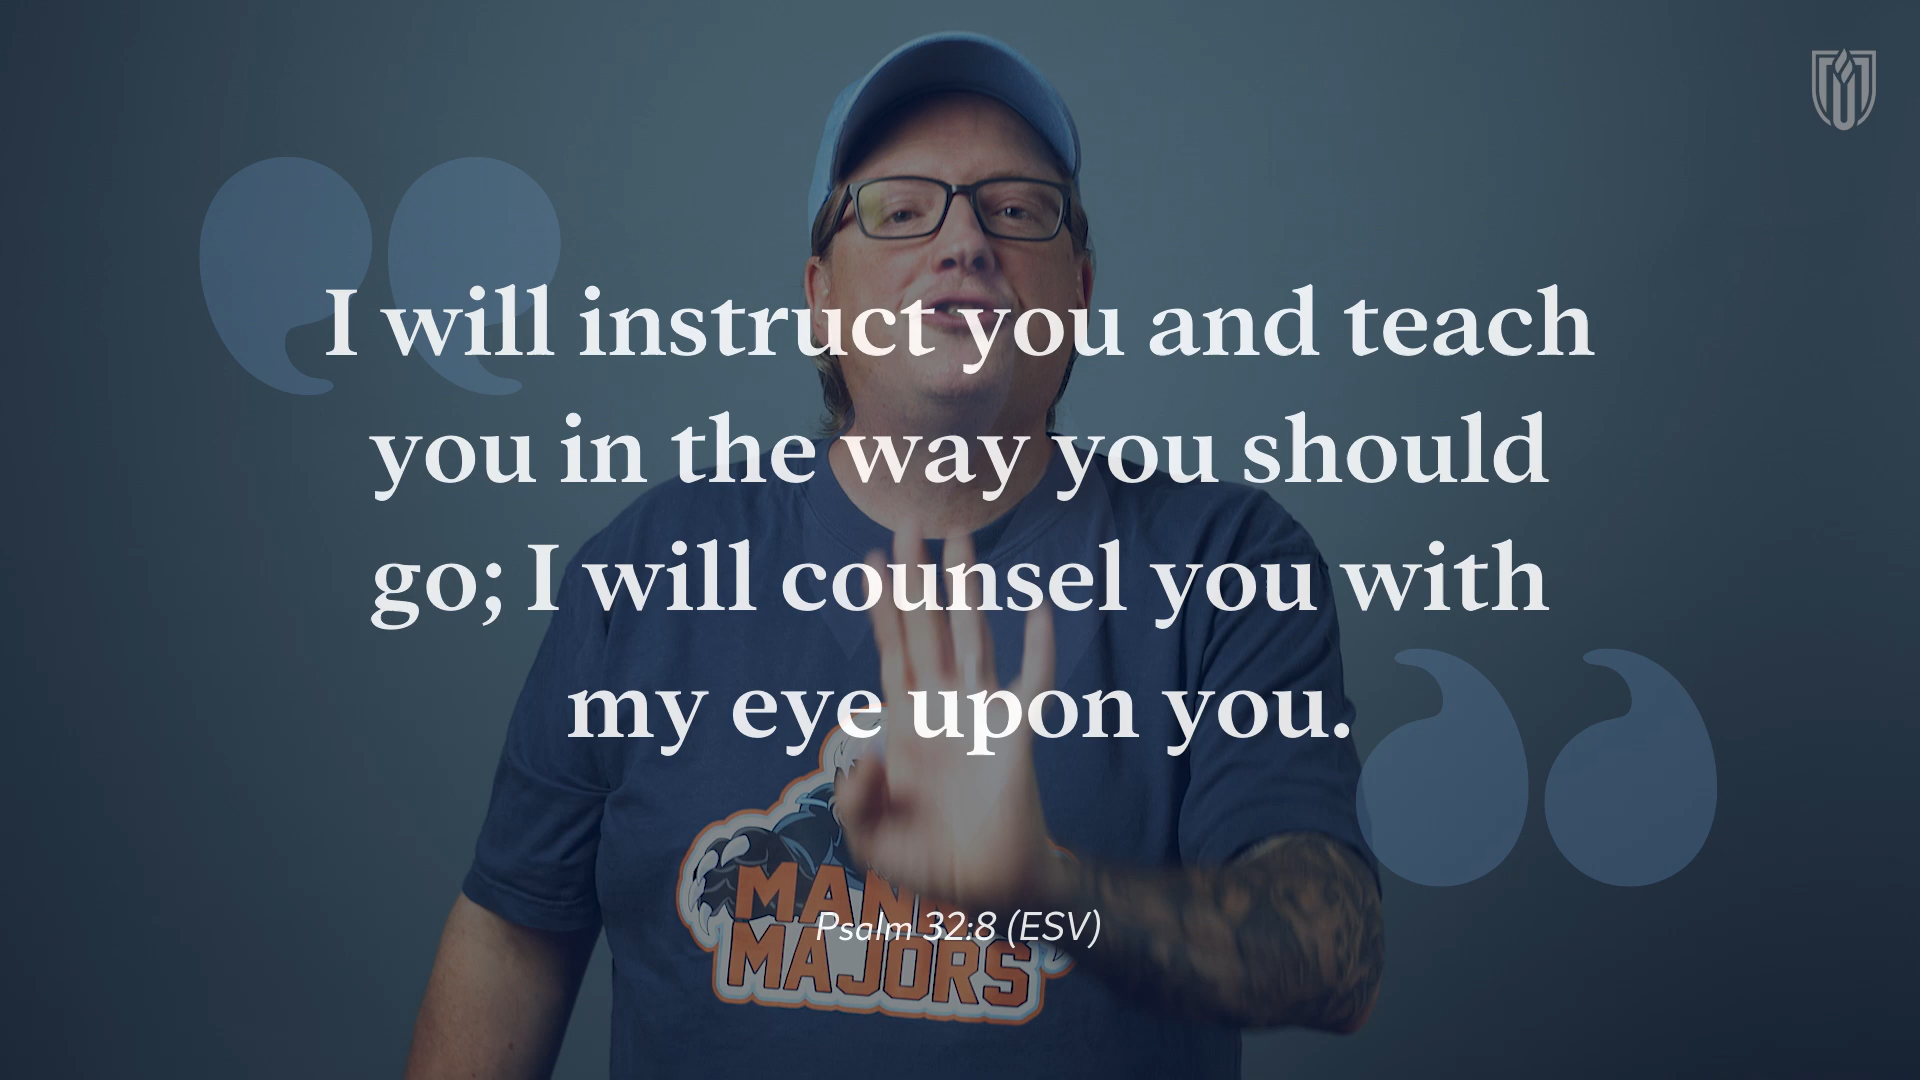 I will instruct you and teach
you in the way you should
go; I will counsel you with
my eye upon you.
Psalm 32:8 (ESV)
MAJORS